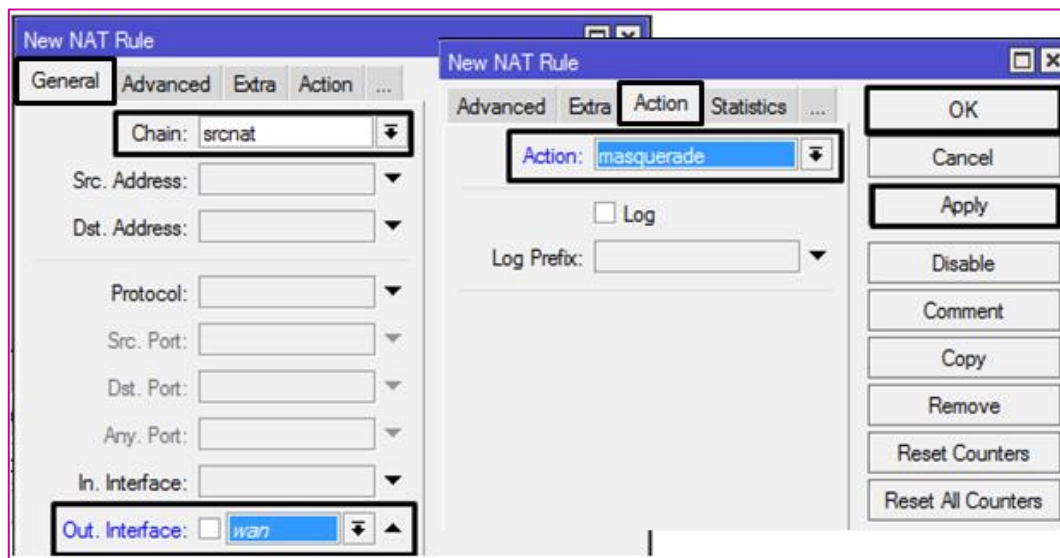 New NAT Rule
General Advanced Extra Action ...
Chain: srcnat
Src. Address:
Dst. Address:
Protocol:
Src. Port:
Dst. Port:
Any. Port:
In. Interface:
Out. Interface: wan
New NAT Rule
Advanced Extra Action Statistics ...
Action: masquerade
Log
Log Prefix:
OK
Cancel
Apply
Disable
Comment
Copy
Remove
Reset Counters
Reset All Counters